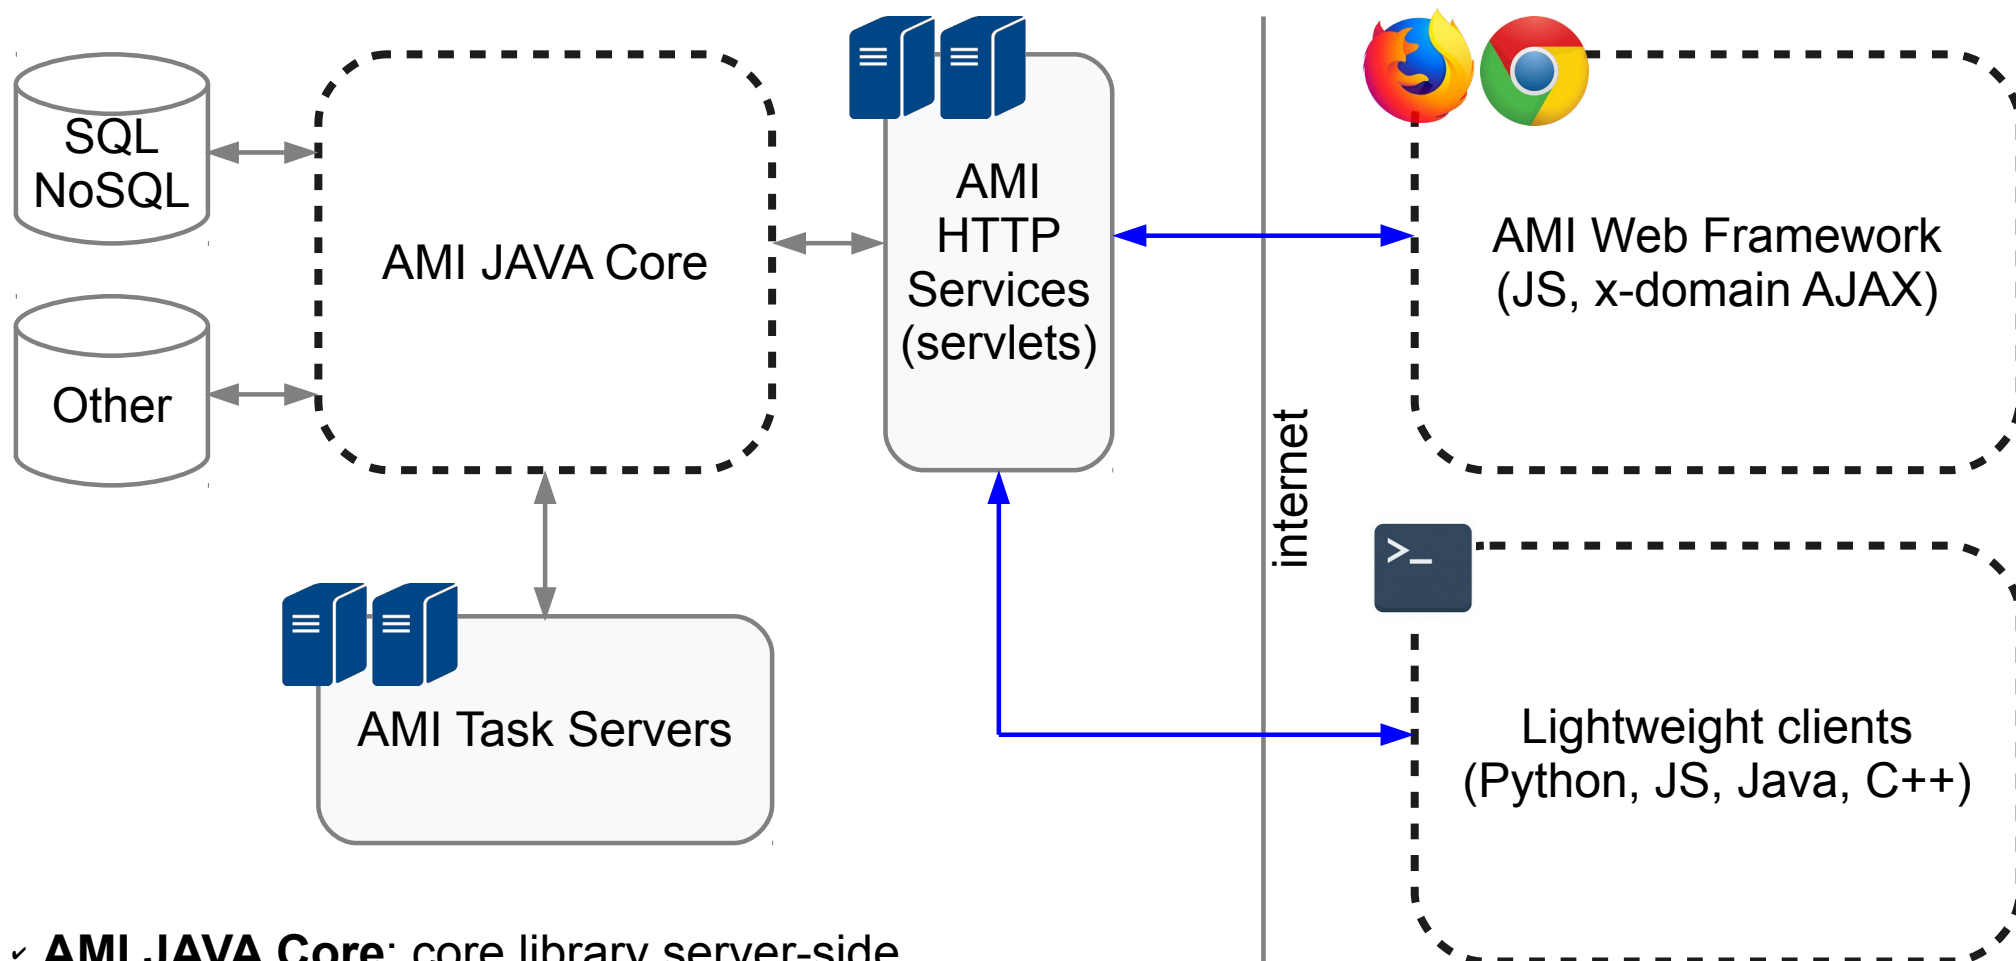 SQL
NoSQL
Other
AMI JAVA Core
AMI
HTTP
Services
(servlets)
AMI Task Servers
internet
AMI Web Framework
(JS, x-domain AJAX)
>_
Lightweight clients
(Python, JS, Java, C++)
✔ AMI JAVA Core: core library server-side